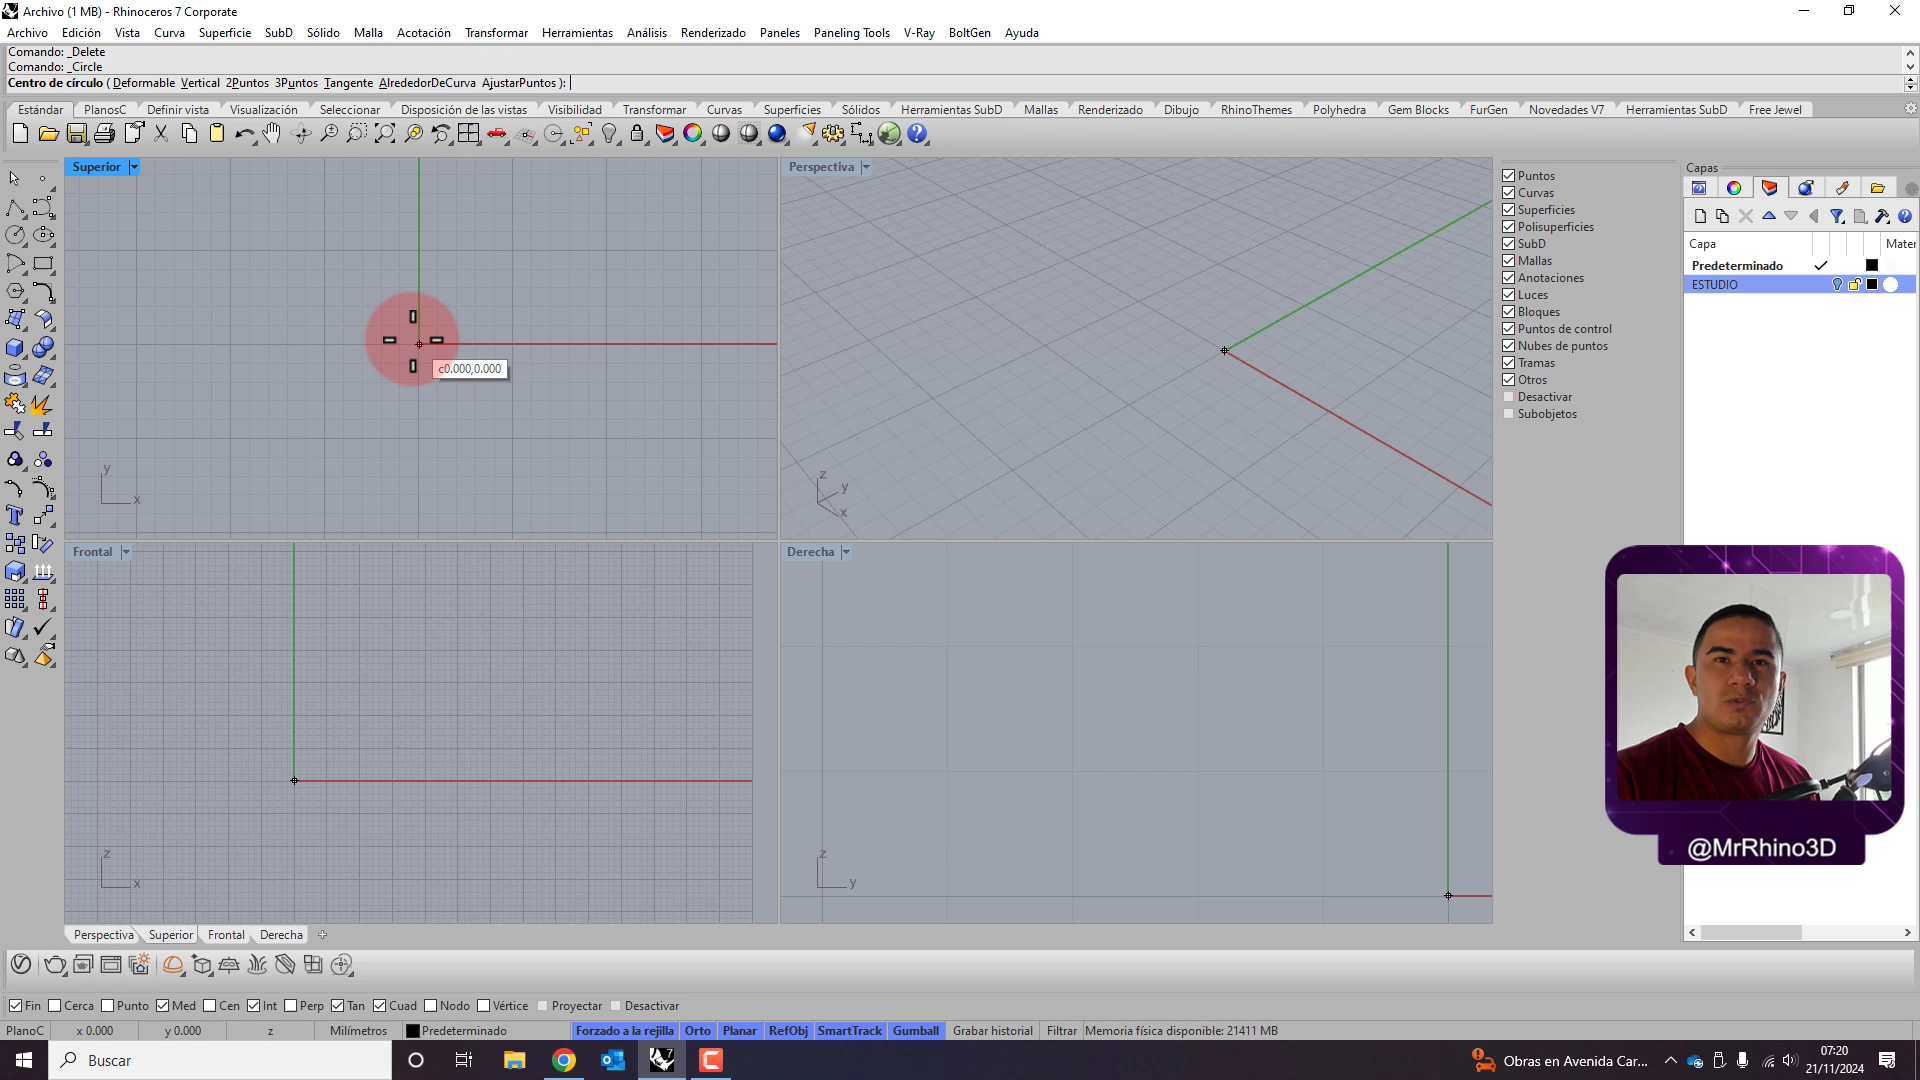 Archivo (1 MB) - Rhinoceros 7 Corporate
Archivo Edición Vista Curva Superficie SubD Sólido Malla Acotación Transformar Herramientas Análisis Renderizado Paneles Paneling Tools V-Ray BoltGen Ayuda
Comando: _Delete
Comando: _Circle
Centro de círculo ( Deformable Vertical 2Puntos 3Puntos Tangente AlrededorDeCurva AjustarPuntos ):
Estándar PlanosC Definir vista Visualización Seleccionar Disposición de las vistas Visibilidad Transformar Curvas Superficies Sólidos Herramientas SubD Mallas Renderizado Dibujo RhinoThemes Polyhedra Gem Blocks FurGen Novedades V7 Herramientas SubD Free Jewel
Superior
Perspectiva
c0.000,0.000
y
x
z
y
x
Frontal
Derecha
z
x
z
y
Puntos
Curvas
Superficies
Polisuperficies
SubD
Mallas
Anotaciones
Luces
Bloques
Puntos de control
Nubes de puntos
Tramas
Otros
Desactivar
Subobjetos
Capas
Capa Mater
Predeterminado
ESTUDIO
@MrRhino3D
Perspectiva Superior Frontal Derecha
Fin Cerca Punto Med Cen Int Perp Tan Cuad Nodo Vértice Proyectar Desactivar
PlanoC x 0.000 y 0.000 z Milímetros Predeterminado Forzado a la rejilla Orto Planar RefObj SmartTrack Gumball Grabar historial Filtrar Memoria física disponible: 21411 MB
Buscar
Obras en Avenida Car...
07:20
21/11/2024